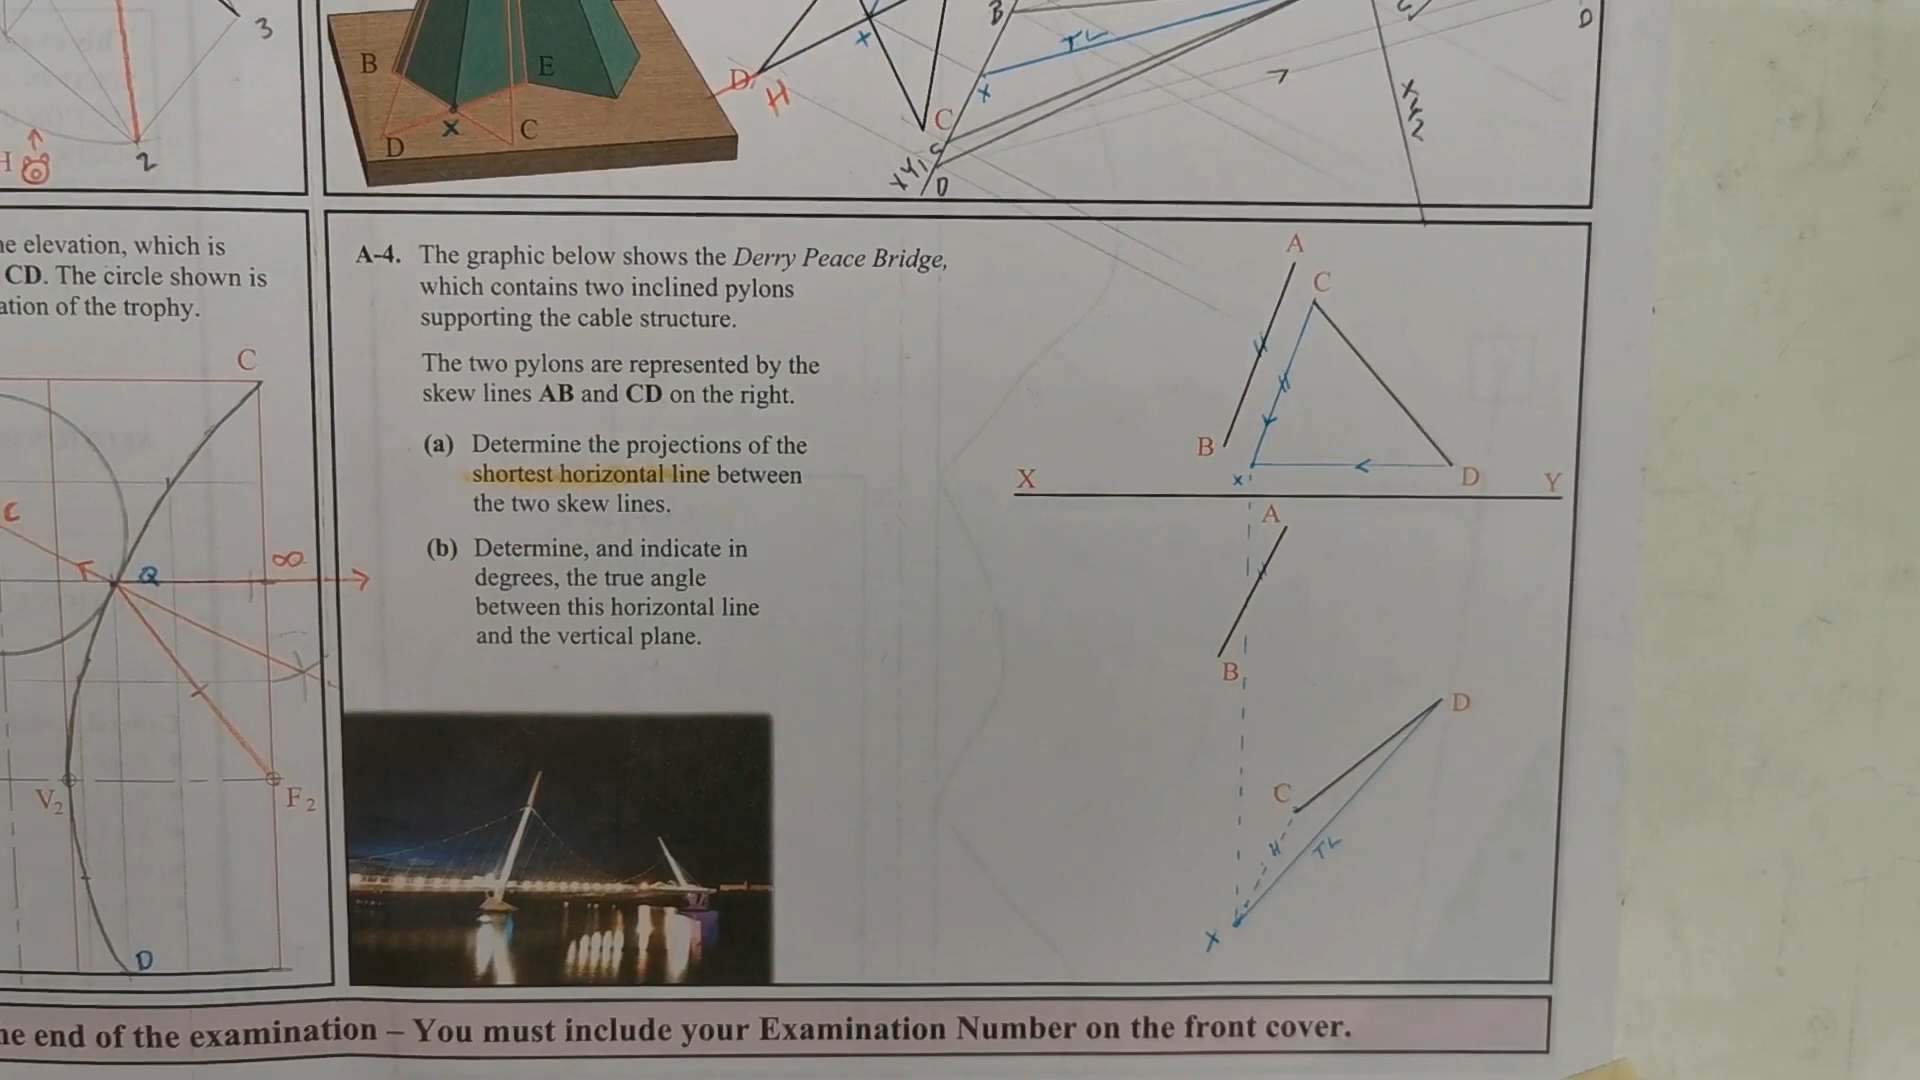 3
B
E
X
C
D
D
H
x
C
B
TL
x
C
XY1
D
XY2
D
H
2
ne elevation, which is
CD. The circle shown is
ation of the trophy.
C
C
Q
∞
V2
F2
D
A-4. The graphic below shows the Derry Peace Bridge,
which contains two inclined pylons
supporting the cable structure.
The two pylons are represented by the
skew lines AB and CD on the right.
(a) Determine the projections of the
shortest horizontal line between
the two skew lines.
(b) Determine, and indicate in
degrees, the true angle
between this horizontal line
and the vertical plane.
A
C
B
x
D
X
Y
A
B
D
C
TL
X
he end of the examination – You must include your Examination Number on the front cover.